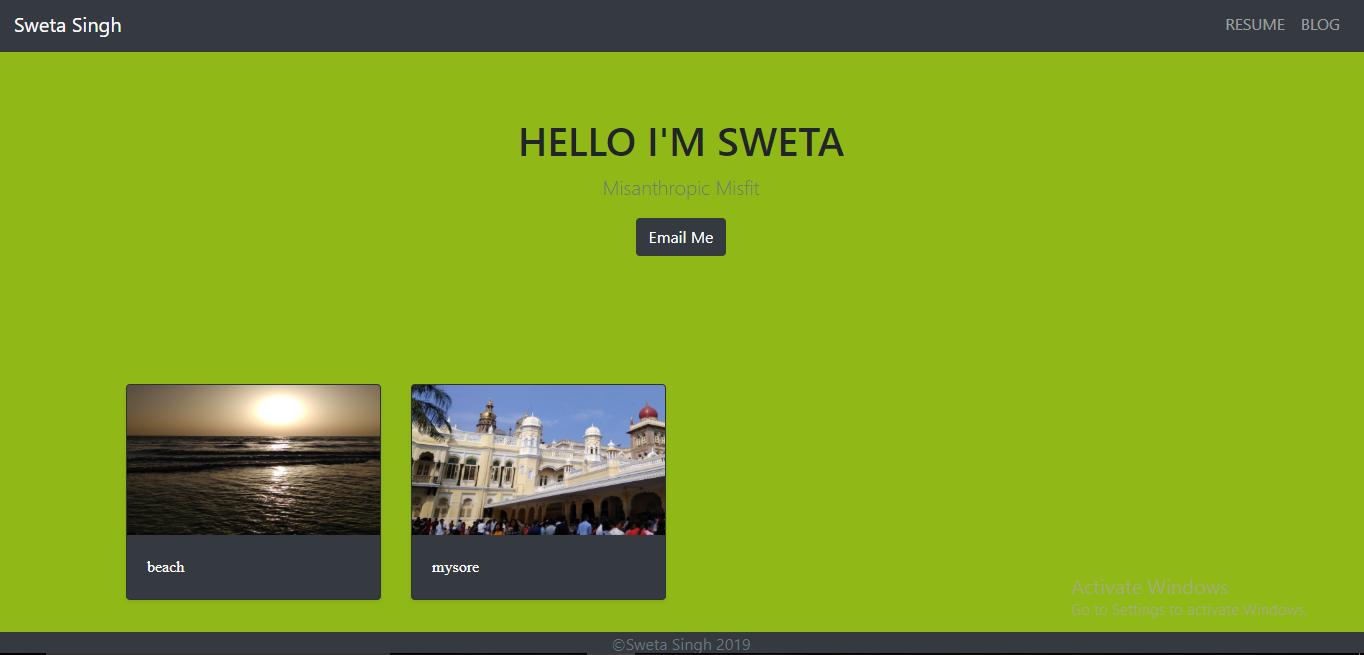 Sweta Singh
RESUME BLOG
HELLO I'M SWETA
Misanthropic Misfit
Email Me
beach
mysore
Activate Windows
Go to Settings to activate Windows.
©Sweta Singh 2019